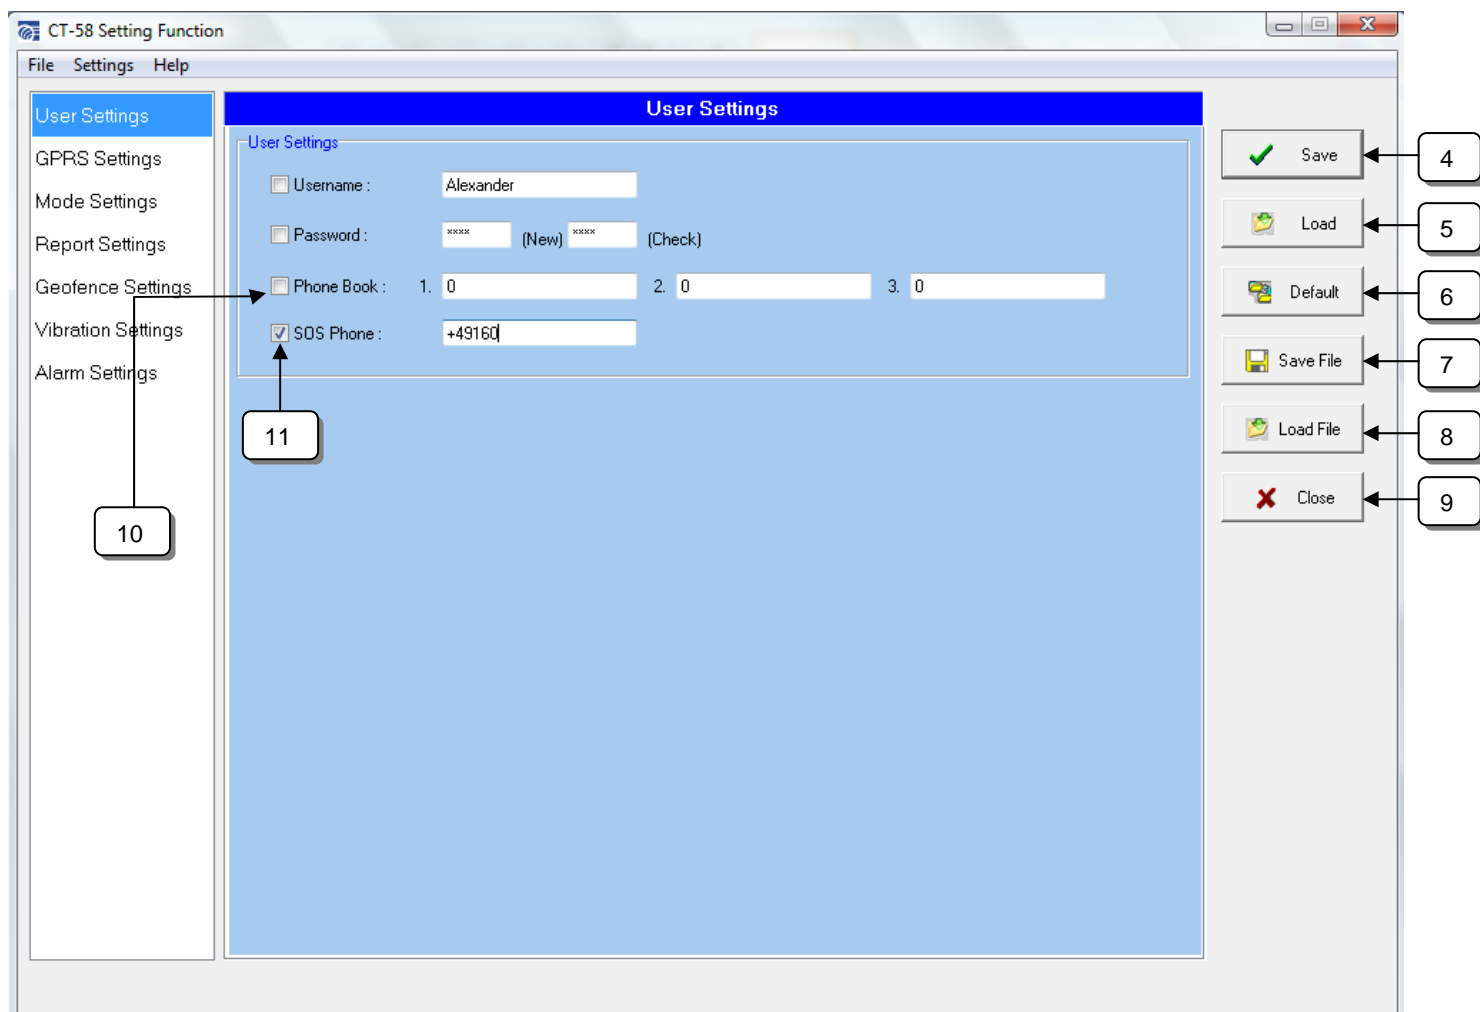 CT-58 Setting Function
File Settings Help
User Settings
GPRS Settings
Mode Settings
Report Settings
Geofence Settings
Vibration Settings
Alarm Settings
User Settings
User Settings
Username : Alexander
Password : **** (New) **** (Check)
Phone Book : 1. 0 2. 0 3. 0
SOS Phone : +49160
Save
Load
Default
Save File
Load File
Close
4
5
6
7
8
9
10
11